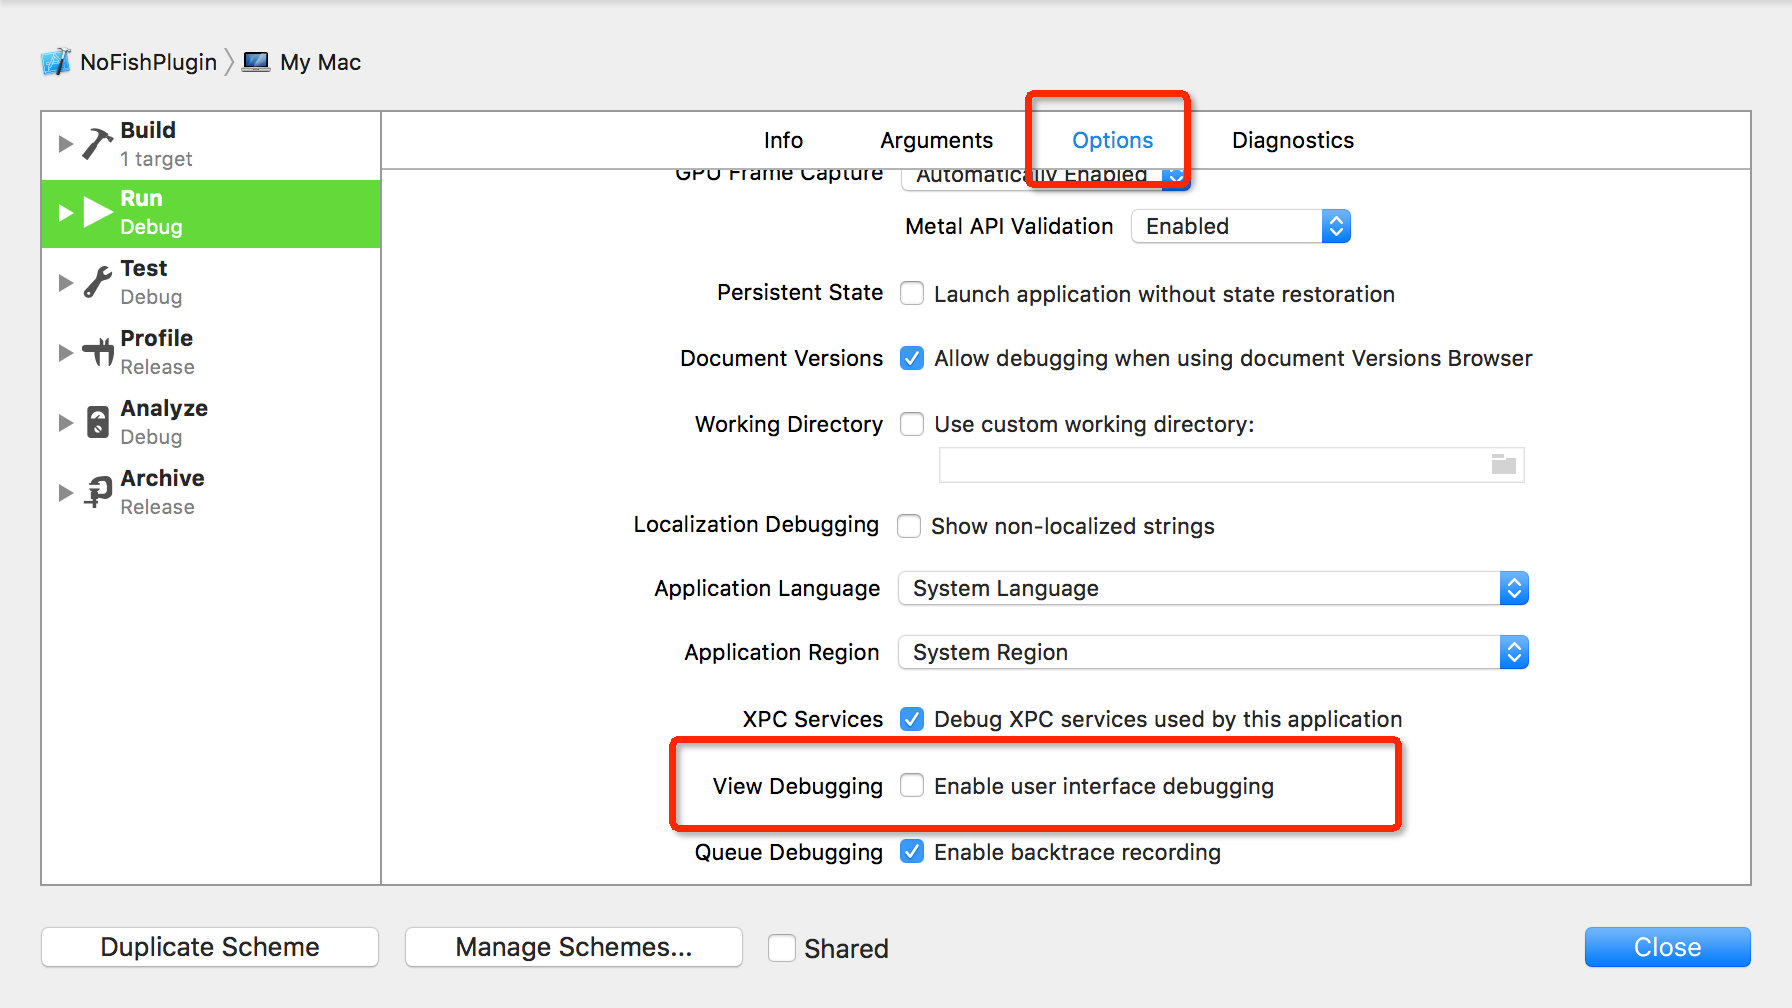 NoFishPlugin My Mac
Build
1 target
Run
Debug
Test
Debug
Profile
Release
Analyze
Debug
Archive
Release
Info Arguments Options Diagnostics
GPU Frame Capture Automatically Enabled
Metal API Validation Enabled
Persistent State Launch application without state restoration
Document Versions Allow debugging when using document Versions Browser
Working Directory Use custom working directory:
Localization Debugging Show non-localized strings
Application Language System Language
Application Region System Region
XPC Services Debug XPC services used by this application
View Debugging Enable user interface debugging
Queue Debugging Enable backtrace recording
Duplicate Scheme Manage Schemes... Shared Close